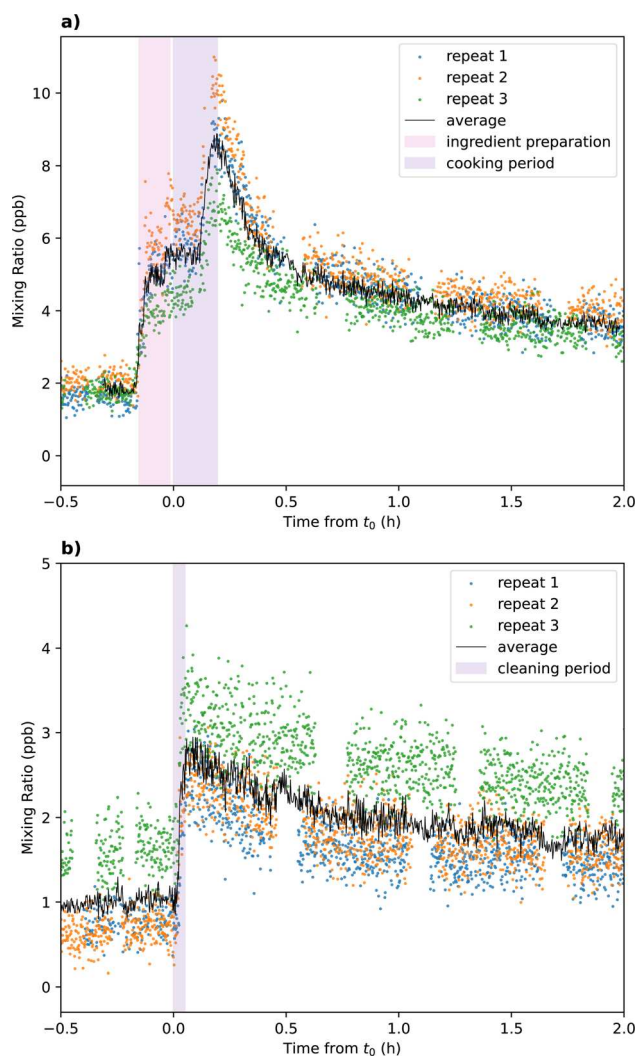 a)
Mixing Ratio (ppb)
10
8
6
4
2
0
repeat 1
repeat 2
repeat 3
average
ingredient preparation
cooking period
−0.5 0.0 0.5 1.0 1.5 2.0
Time from t₀ (h)
b)
Mixing Ratio (ppb)
5
4
3
2
1
0
repeat 1
repeat 2
repeat 3
average
cleaning period
−0.5 0.0 0.5 1.0 1.5 2.0
Time from t₀ (h)